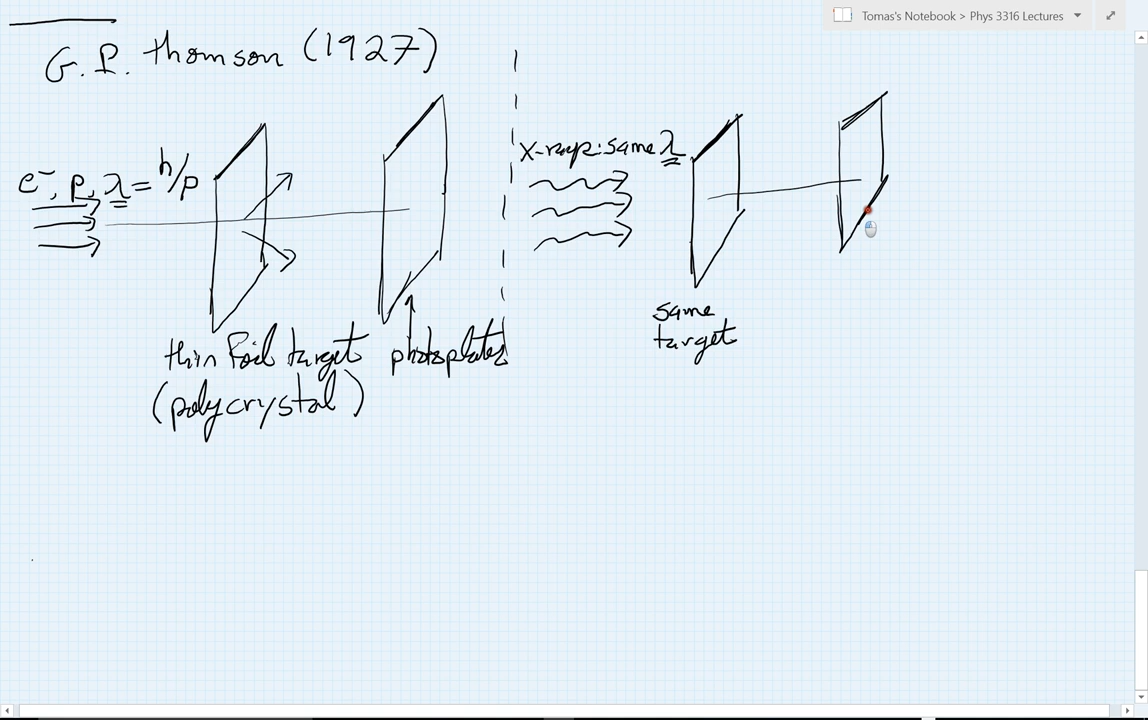 Tomas's Notebook > Phys 3316 Lectures
G. P. thomson (1927)
e⁻, p, λ = h/p
thin foil target
(polycrystal)
photoplates
X-rays: same λ
same
target